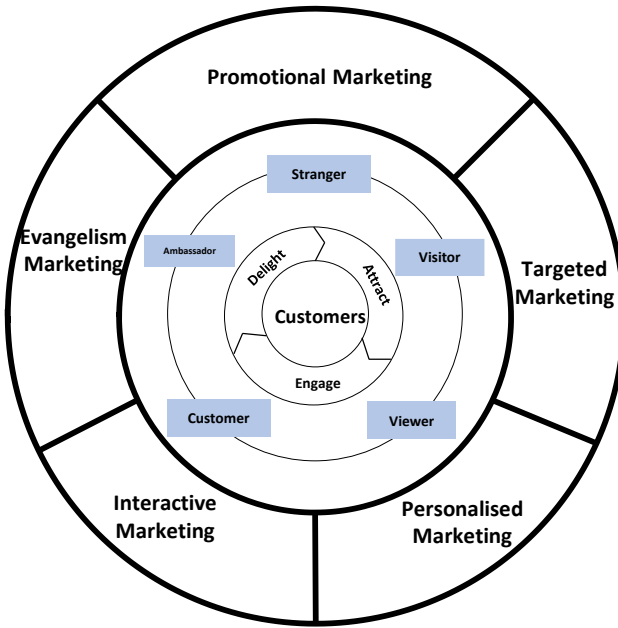 Promotional Marketing
Stranger
Evangelism
Marketing
Ambassador
Visitor
Delight
Attract
Targeted
Marketing
Customers
Engage
Customer
Viewer
Interactive
Marketing
Personalised
Marketing